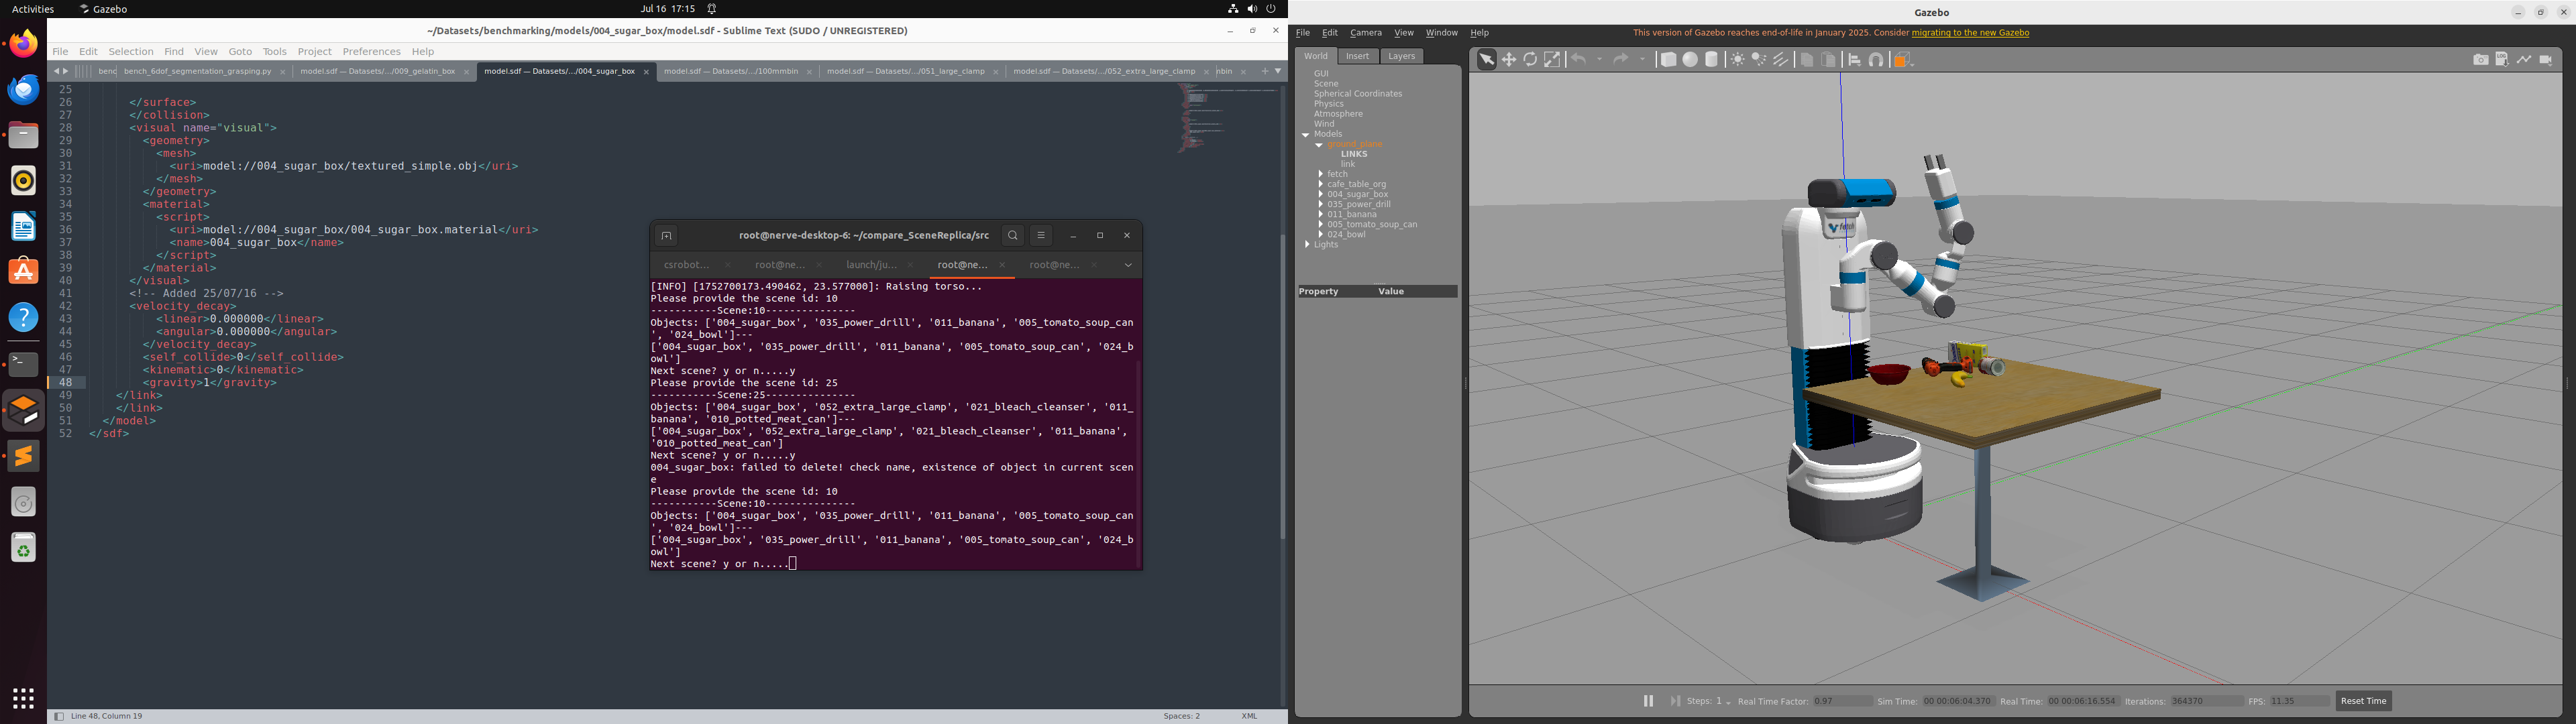 Activities
Gazebo
Jul 16 17:15
~/Datasets/benchmarking/models/004_sugar_box/model.sdf - Sublime Text (SUDO / UNREGISTERED)
File Edit Selection Find View Goto Tools Project Preferences Help
benc bench_6dof_segmentation_grasping.py model.sdf — Datasets/.../009_gelatin_box model.sdf — Datasets/.../004_sugar_box model.sdf — Datasets/.../100mmbin model.sdf — Datasets/.../051_large_clamp model.sdf — Datasets/.../052_extra_large_clamp nbin
25
26 </surface>
27 </collision>
28 <visual name="visual">
29 <geometry>
30 <mesh>
31 <uri>model://004_sugar_box/textured_simple.obj</uri>
32 </mesh>
33 </geometry>
34 <material>
35 <script>
36 <uri>model://004_sugar_box/004_sugar_box.material</uri>
37 <name>004_sugar_box</name>
38 </script>
39 </material>
40 </visual>
41 <!-- Added 25/07/16 -->
42 <velocity_decay>
43 <linear>0.000000</linear>
44 <angular>0.000000</angular>
45 </velocity_decay>
46 <self_collide>0</self_collide>
47 <kinematic>0</kinematic>
48 <gravity>1</gravity>
49 </link>
50 </link>
51 </model>
52 </sdf>
Line 48, Column 19
Spaces: 2
XML
root@nerve-desktop-6: ~/compare_SceneReplica/src
csrobot... root@ne... launch/ju... root@ne... root@ne...
[INFO] [1752700173.490462, 23.577000]: Raising torso...
Please provide the scene id: 10
-----------Scene:10---------------
Objects: ['004_sugar_box', '035_power_drill', '011_banana', '005_tomato_soup_can
', '024_bowl']---
['004_sugar_box', '035_power_drill', '011_banana', '005_tomato_soup_can', '024_b
owl']
Next scene? y or n.....y
Please provide the scene id: 25
-----------Scene:25---------------
Objects: ['004_sugar_box', '052_extra_large_clamp', '021_bleach_cleanser', '011_
banana', '010_potted_meat_can']---
['004_sugar_box', '052_extra_large_clamp', '021_bleach_cleanser', '011_banana',
'010_potted_meat_can']
Next scene? y or n.....y
004_sugar_box: failed to delete! check name, existence of object in current scen
e
Please provide the scene id: 10
-----------Scene:10---------------
Objects: ['004_sugar_box', '035_power_drill', '011_banana', '005_tomato_soup_can
', '024_bowl']---
['004_sugar_box', '035_power_drill', '011_banana', '005_tomato_soup_can', '024_b
owl']
Next scene? y or n.....
Gazebo
File Edit Camera View Window Help
This version of Gazebo reaches end-of-life in January 2025. Consider migrating to the new Gazebo
World Insert Layers
GUI
Scene
Spherical Coordinates
Physics
Atmosphere
Wind
Models
ground_plane
LINKS
link
fetch
cafe_table_org
004_sugar_box
035_power_drill
011_banana
005_tomato_soup_can
024_bowl
Lights
Property Value
fetch
Steps: 1 Real Time Factor: 0.97 Sim Time: 00 00:06:04.370 Real Time: 00 00:06:16.554 Iterations: 364370 FPS: 11.35 Reset Time